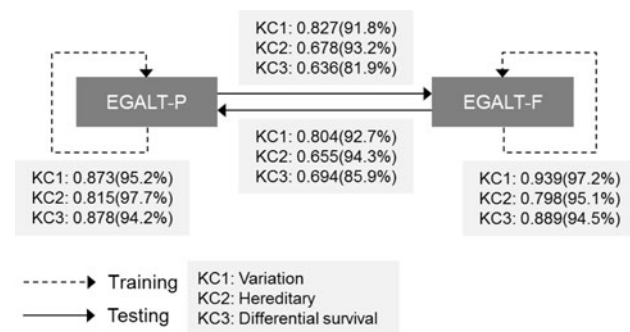 KC1: 0.827(91.8%)
KC2: 0.678(93.2%)
KC3: 0.636(81.9%)
EGALT-P
EGALT-F
KC1: 0.804(92.7%)
KC2: 0.655(94.3%)
KC3: 0.694(85.9%)
KC1: 0.873(95.2%)
KC2: 0.815(97.7%)
KC3: 0.878(94.2%)
KC1: 0.939(97.2%)
KC2: 0.798(95.1%)
KC3: 0.889(94.5%)
Training
Testing
KC1: Variation
KC2: Hereditary
KC3: Differential survival